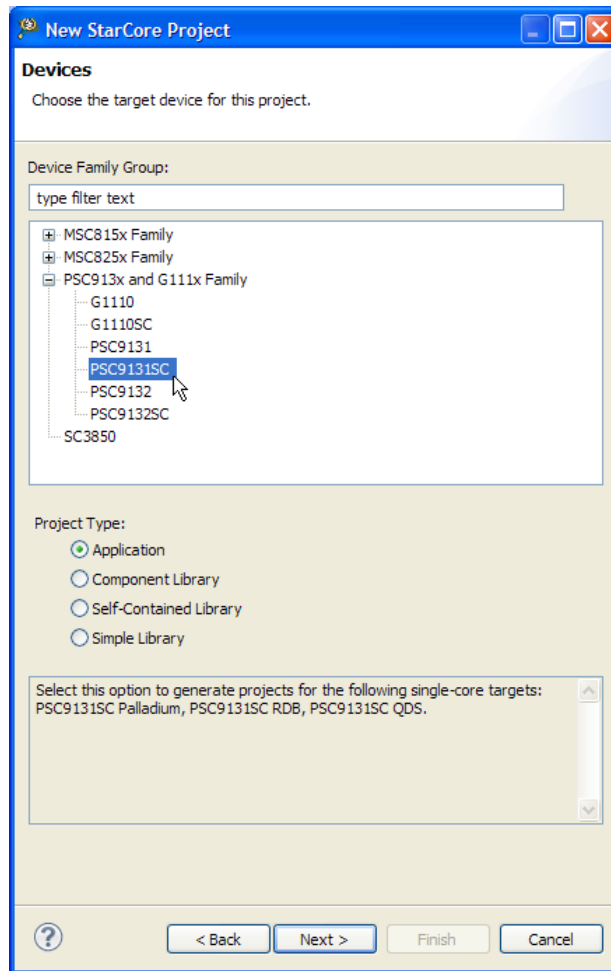 New StarCore Project
Devices
Choose the target device for this project.
Device Family Group:
type filter text
MSC815x Family
MSC825x Family
PSC913x and G111x Family
G1110
G1110SC
PSC9131
PSC9131SC
PSC9132
PSC9132SC
SC3850
Project Type:
Application
Component Library
Self-Contained Library
Simple Library
Select this option to generate projects for the following single-core targets:
PSC9131SC Palladium, PSC9131SC RDB, PSC9131SC QDS.
? < Back Next > Finish Cancel